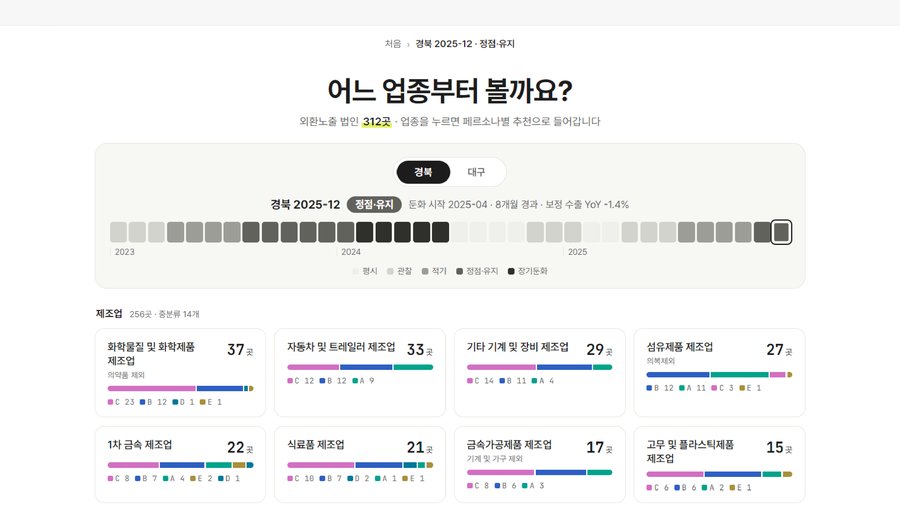 처음 › 경북 2025-12 · 정점·유지
어느 업종부터 볼까요?
외환노출 법인 312곳 · 업종을 누르면 페르소나별 추천으로 들어갑니다
경북 대구
경북 2025-12 정점·유지 둔화 시작 2025-04 · 8개월 경과 · 보정 수출 YoY -1.4%
2023 2024 2025
평시 관찰 적기 정점·유지 장기둔화
제조업 256곳 · 중분류 14개
화학물질 및 화학제품 제조업
의약품 제외
37곳
C 23 B 12 D 1 E 1
자동차 및 트레일러 제조업 33곳
C 12 B 12 A 9
기타 기계 및 장비 제조업 29곳
C 14 B 11 A 4
섬유제품 제조업 27곳
의복제외
B 12 A 11 C 3 E 1
1차 금속 제조업 22곳
C 8 B 7 A 4 E 2 D 1
식료품 제조업 21곳
C 10 B 7 D 2 A 1 E 1
금속가공제품 제조업 17곳
기계 및 가구 제외
C 8 B 6 A 3
고무 및 플라스틱제품 제조업 15곳
C 6 B 6 A 2 E 1